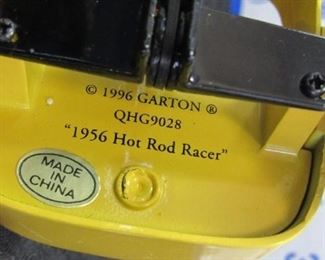 © 1996 GARTON ®
QHG9028
“1956 Hot Rod Racer”
MADE
IN
CHINA